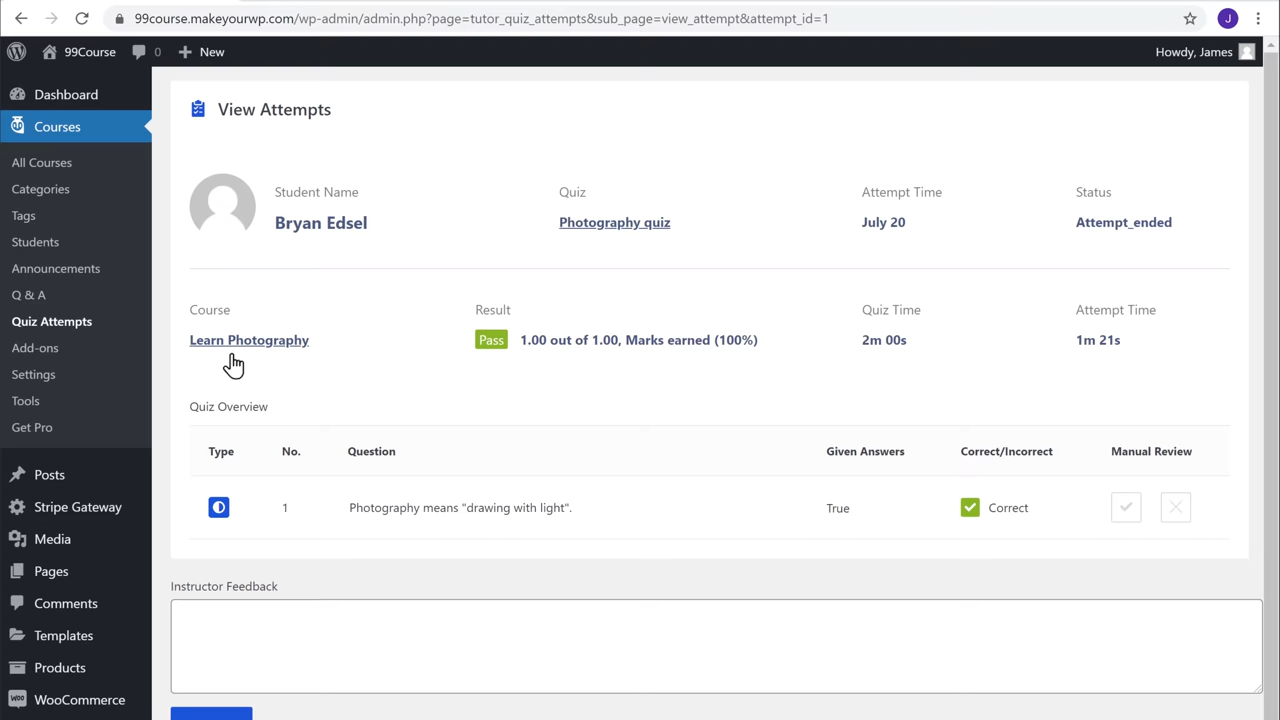 99course.makeyourwp.com/wp-admin/admin.php?page=tutor_quiz_attempts&sub_page=view_attempt&attempt_id=1
J
99Course
0
New
Howdy, James
Dashboard
Courses
All Courses
Categories
Tags
Students
Announcements
Q & A
Quiz Attempts
Add-ons
Settings
Tools
Get Pro
Posts
Stripe Gateway
Media
Pages
Comments
Templates
Products
Woo WooCommerce
View Attempts
Student Name Quiz Attempt Time Status
Bryan Edsel Photography quiz July 20 Attempt_ended
Course Result Quiz Time Attempt Time
Learn Photography Pass 1.00 out of 1.00, Marks earned (100%) 2m 00s 1m 21s
Quiz Overview
Type No. Question Given Answers Correct/Incorrect Manual Review
1 Photography means "drawing with light". True Correct
Instructor Feedback